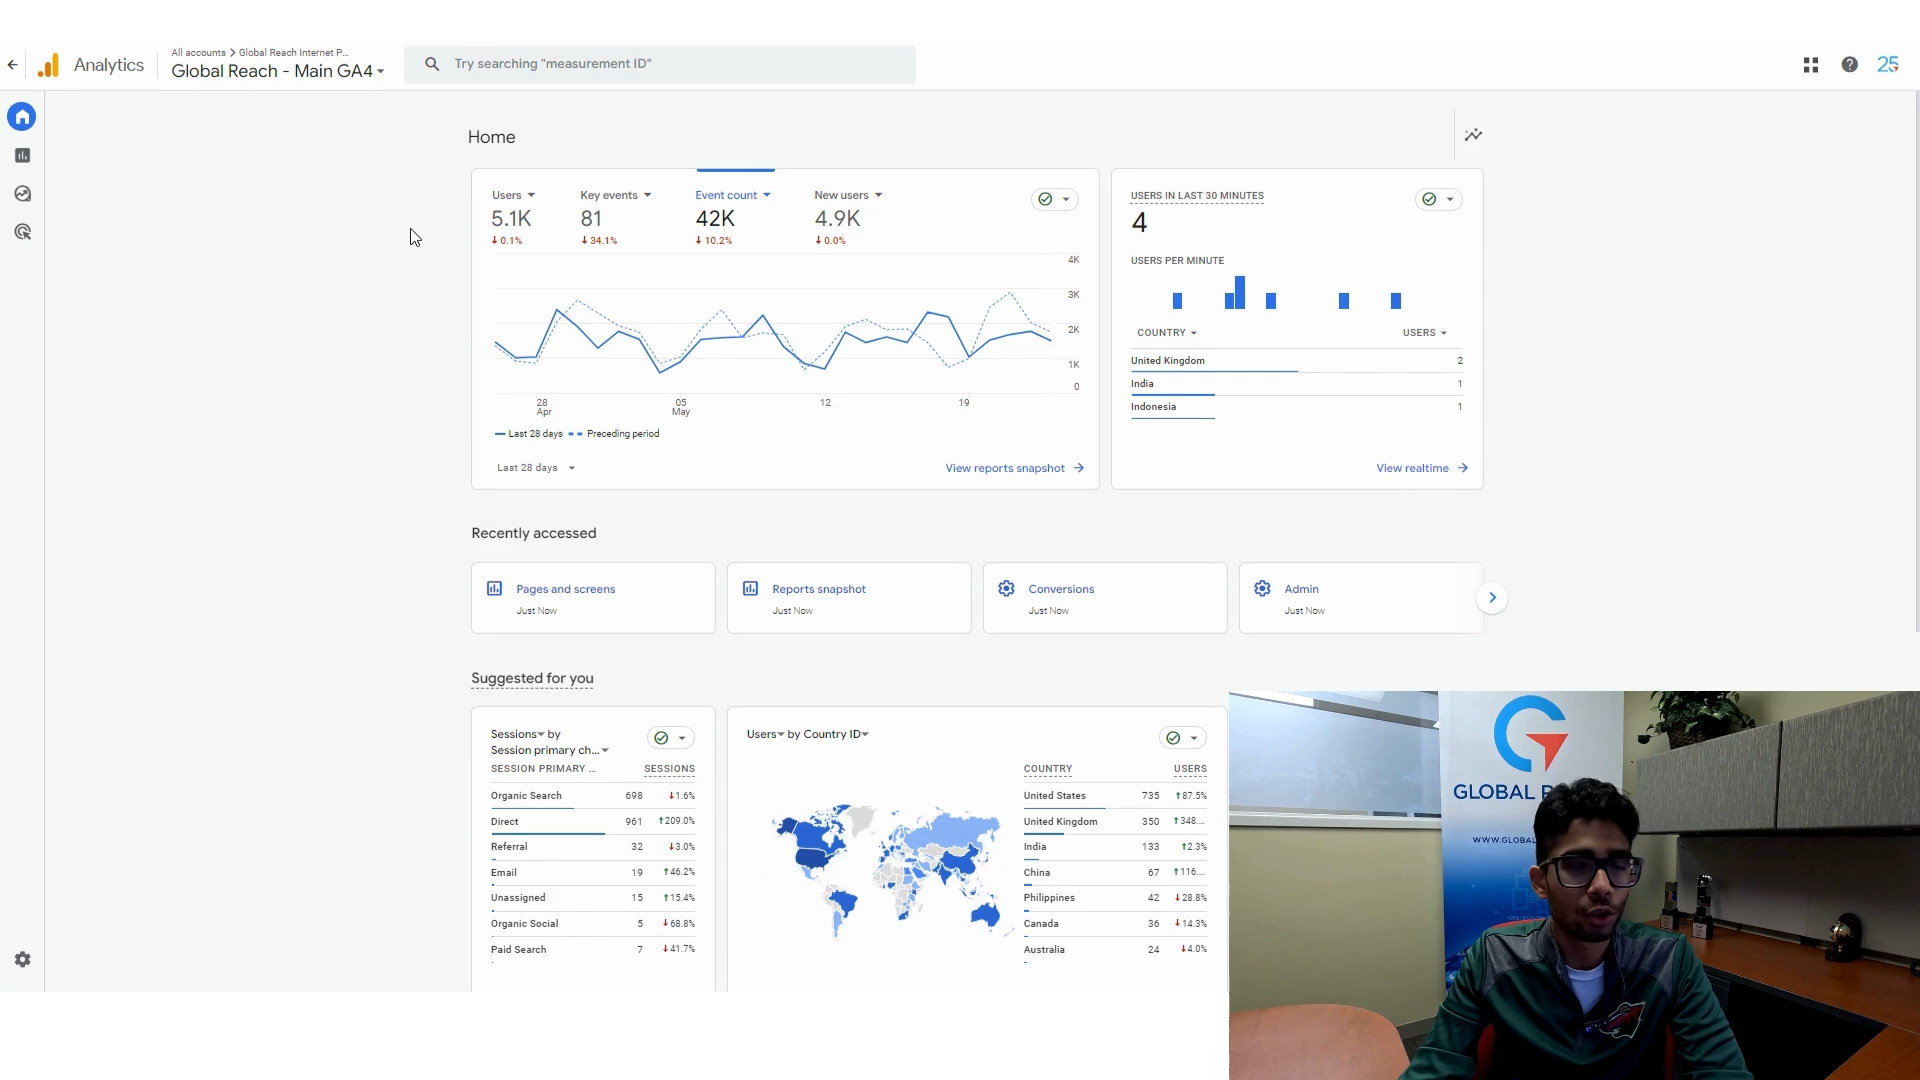 All accounts > Global Reach Internet P...
Analytics
Global Reach - Main GA4
Try searching "measurement ID"
25
Home
Users
Key events
Event count
New users
5.1K
81
42K
4.9K
↓ 0.1%
↓ 34.1%
↓ 10.2%
↓ 0.0%
4K
3K
2K
1K
0
28
Apr
05
May
12
19
Last 28 days
Preceding period
Last 28 days
View reports snapshot →
USERS IN LAST 30 MINUTES
4
USERS PER MINUTE
COUNTRY
USERS
United Kingdom 2
India 1
Indonesia 1
View realtime →
Recently accessed
Pages and screens
Just Now
Reports snapshot
Just Now
Conversions
Just Now
Admin
Just Now
Suggested for you
Sessions by
Session primary ch...
SESSION PRIMARY ... SESSIONS
Organic Search 698 ↓1.6%
Direct 961 ↑209.0%
Referral 32 ↓3.0%
Email 19 ↑46.2%
Unassigned 15 ↑15.4%
Organic Social 5 ↓68.8%
Paid Search 7 ↓41.7%
Users by Country ID
COUNTRY USERS
United States 735 ↑87.5%
United Kingdom 350 ↑348...
India 133 ↑2.3%
China 67 ↑116...
Philippines 42 ↓28.8%
Canada 36 ↓14.3%
Australia 24 ↓4.0%
GLOBAL
WWW.GLOBAL